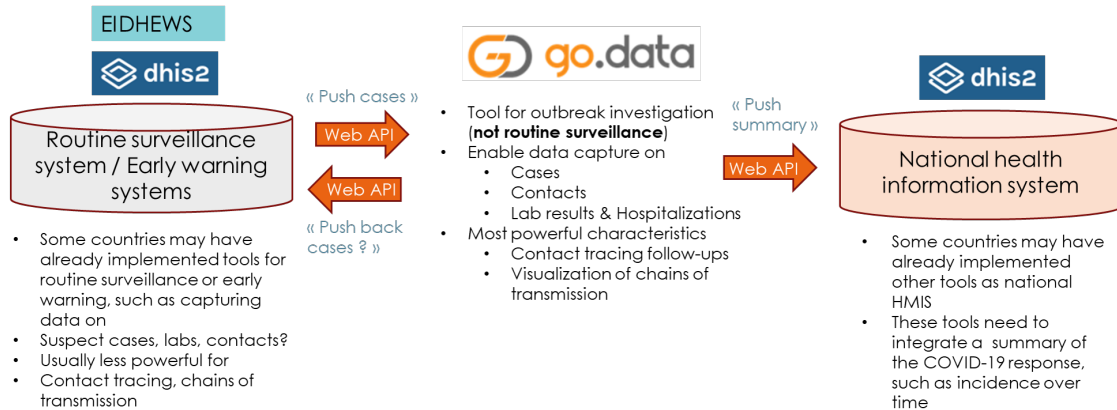 EIDHEWS
dhis2
Routine surveillance
system / Early warning
systems
• Some countries may have
already implemented tools for
routine surveillance or early
warning, such as capturing
data on
• Suspect cases, labs, contacts?
• Usually less powerful for
• Contact tracing, chains of
transmission
« Push cases »
Web API
Web API
« Push back
cases ? »
go.data
• Tool for outbreak investigation
(not routine surveillance)
• Enable data capture on
• Cases
• Contacts
• Lab results & Hospitalizations
• Most powerful characteristics
• Contact tracing follow-ups
• Visualization of chains of
transmission
« Push
summary »
Web API
dhis2
National health
information system
• Some countries may have
already implemented
other tools as national
HMIS
• These tools need to
integrate a summary of
the COVID-19 response,
such as incidence over
time